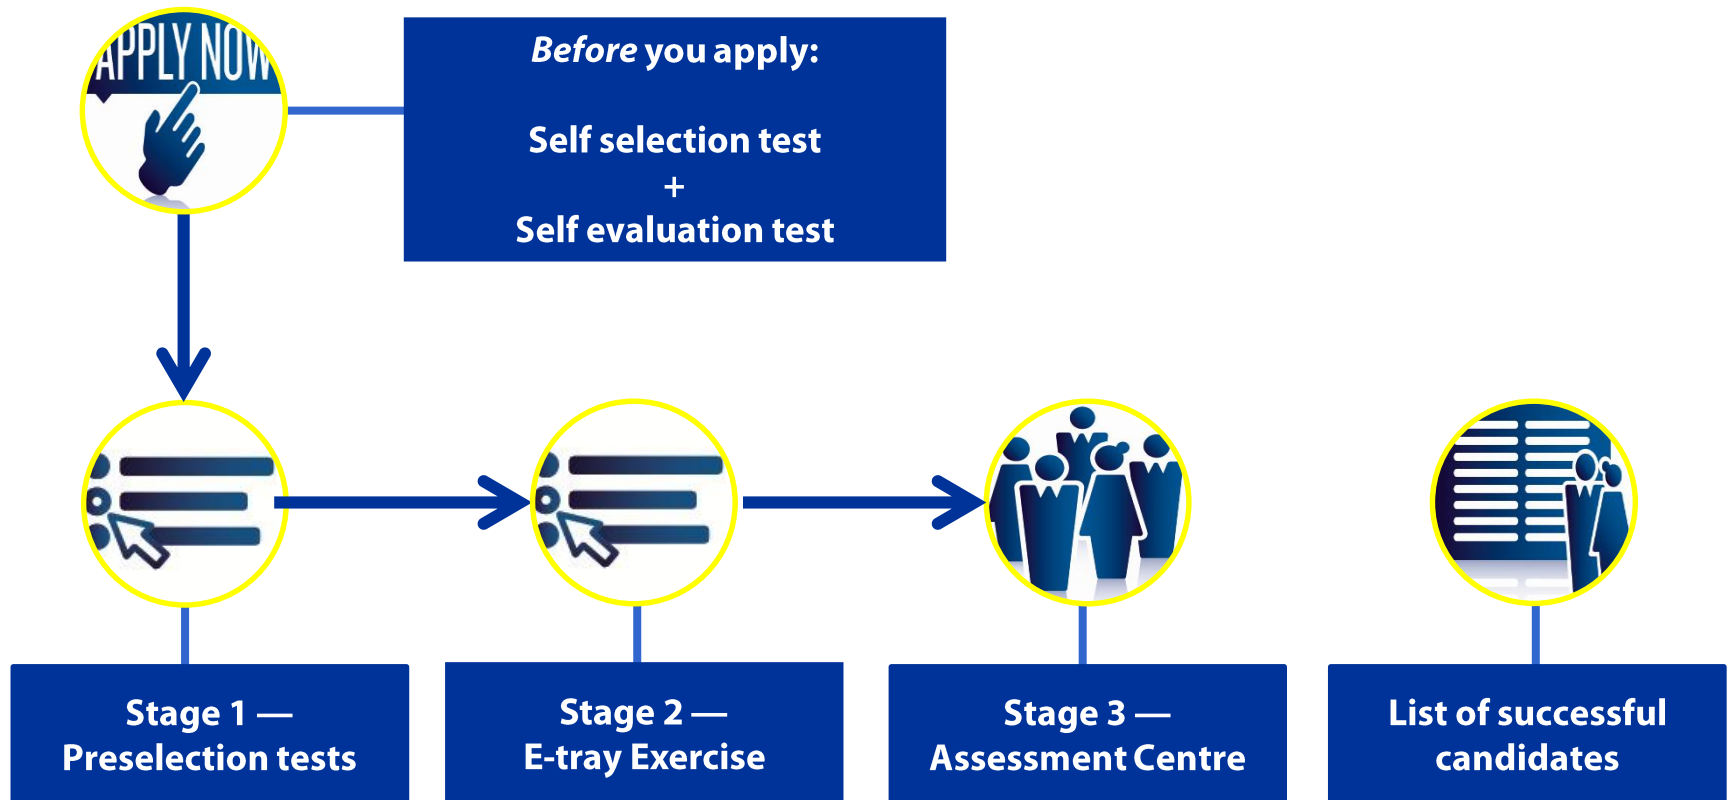 APPLY NOW
Before you apply:
Self selection test
+
Self evaluation test
Stage 1 —
Preselection tests
Stage 2 —
E-tray Exercise
Stage 3 —
Assessment Centre
List of successful
candidates